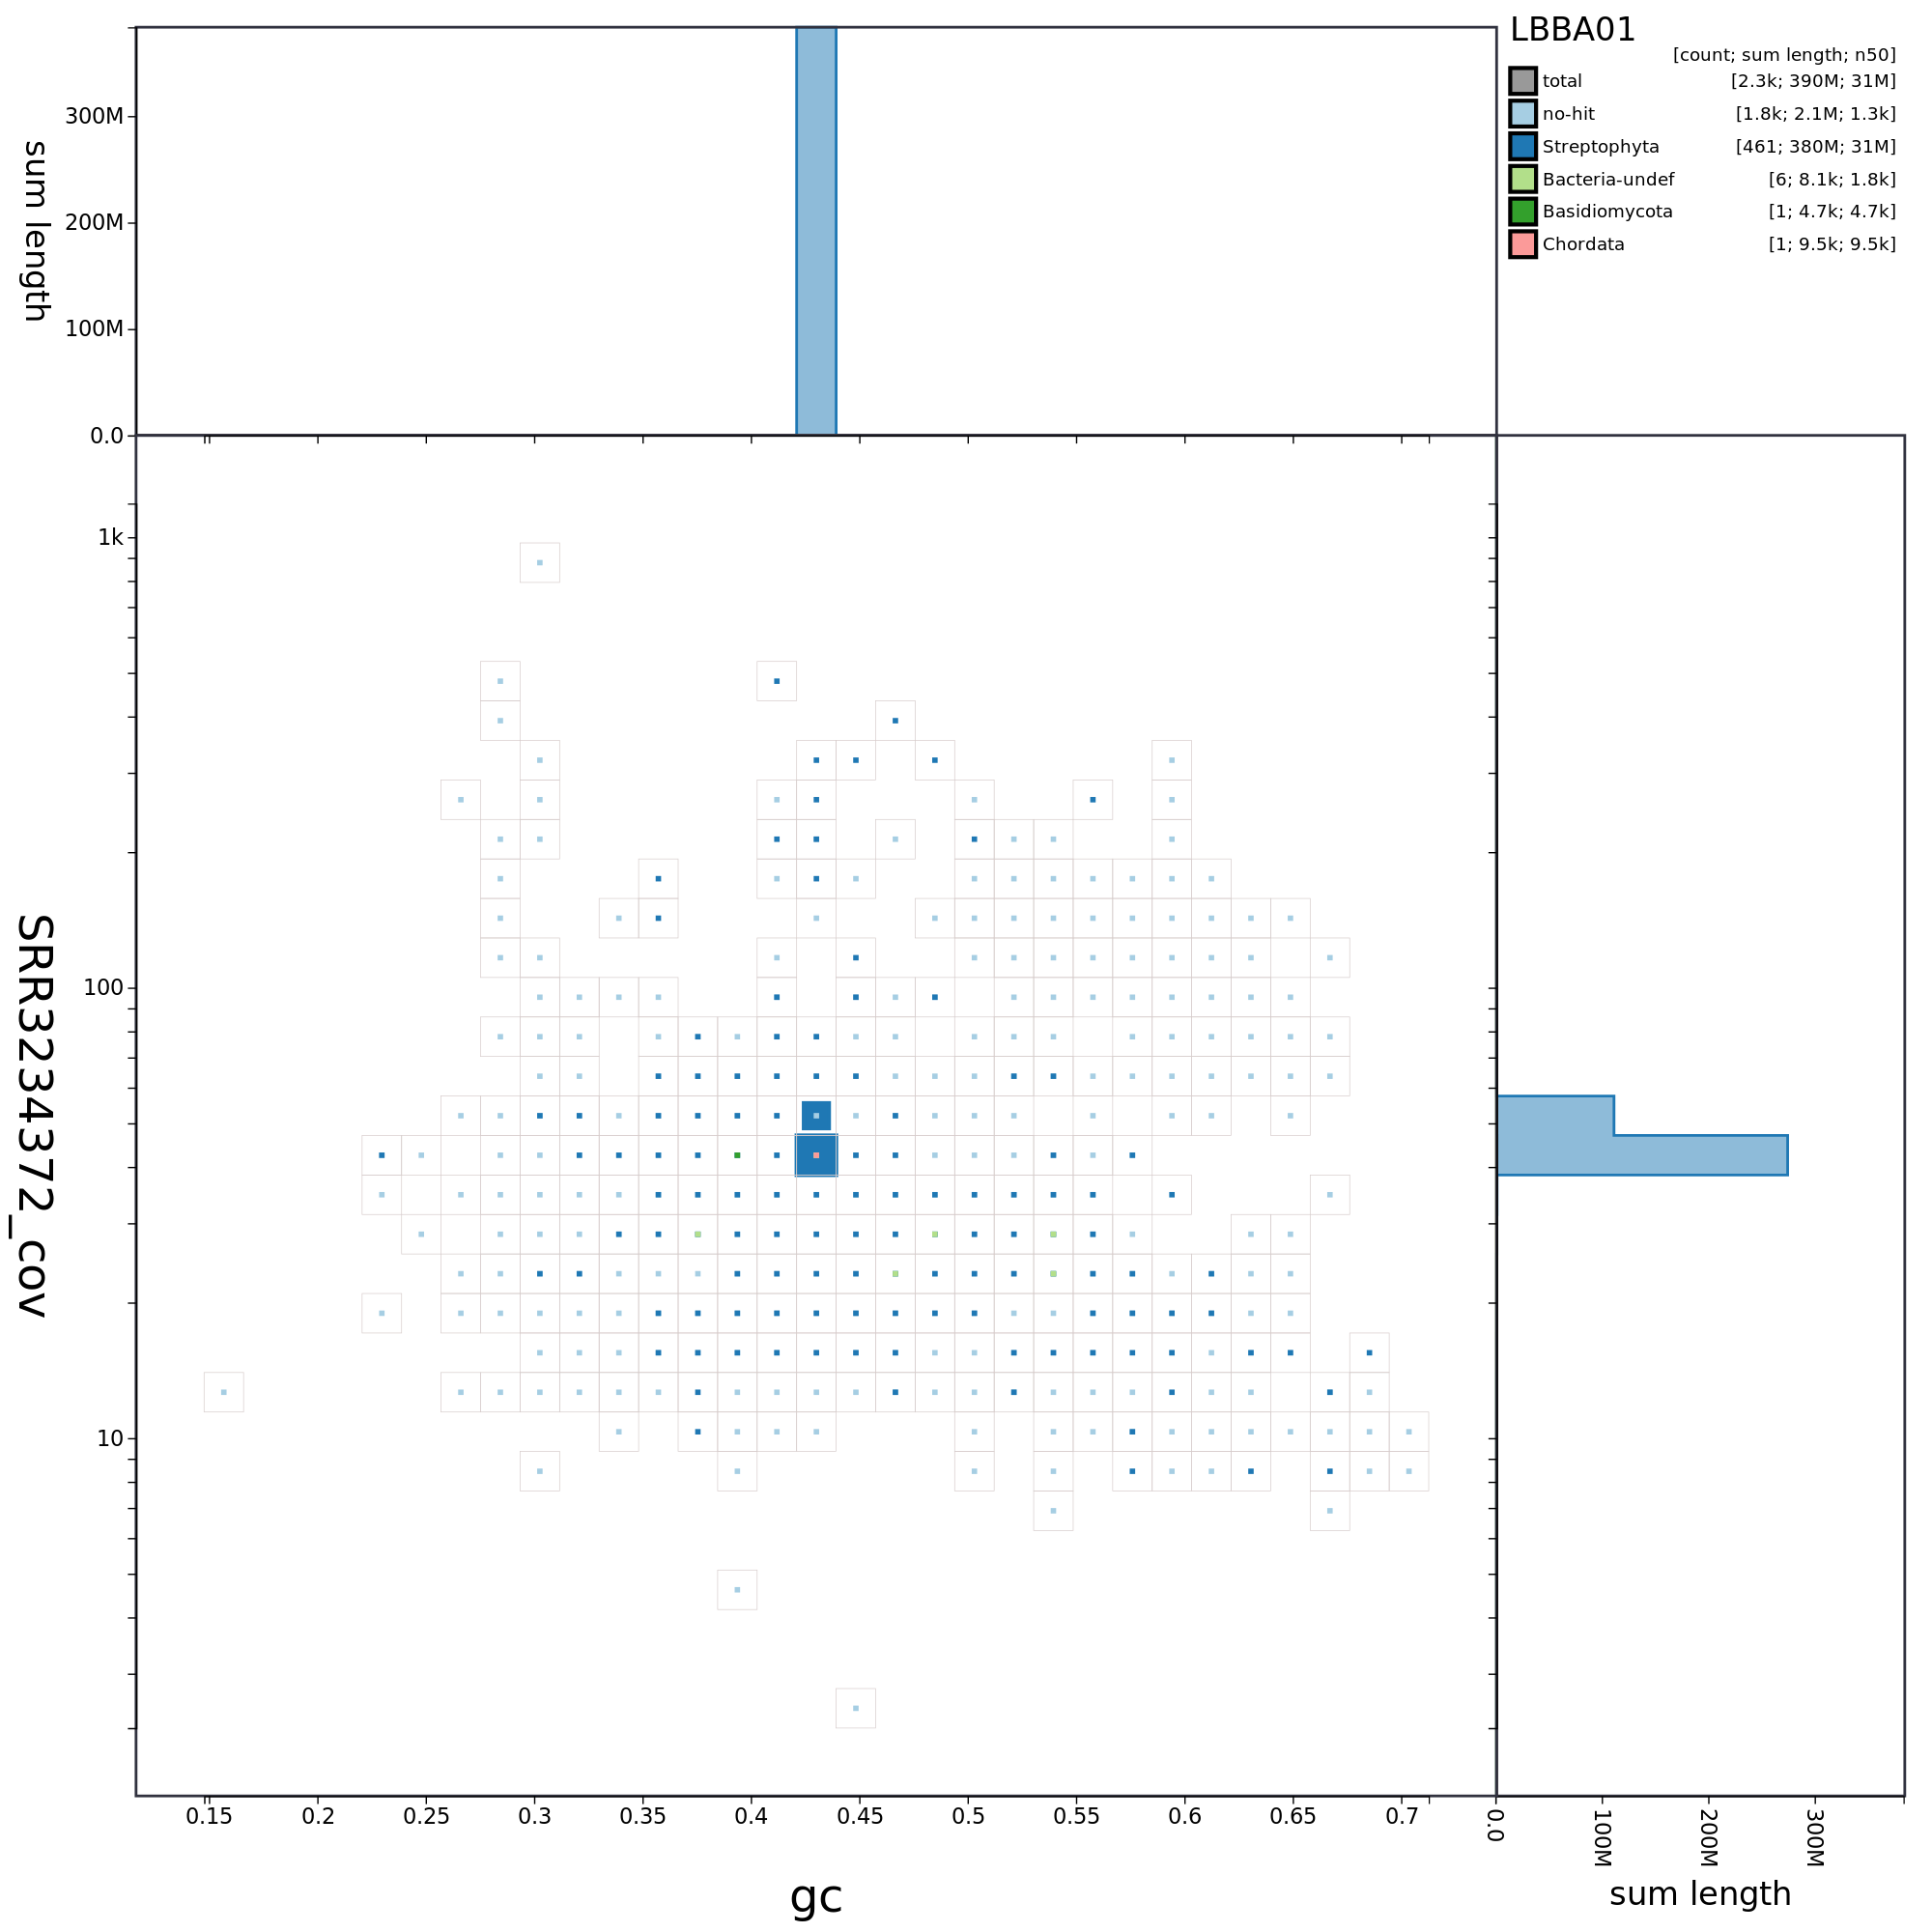 LBBA01
[count; sum length; n50]
total [2.3k; 390M; 31M]
no-hit [1.8k; 2.1M; 1.3k]
Streptophyta [461; 380M; 31M]
Bacteria-undef [6; 8.1k; 1.8k]
Basidiomycota [1; 4.7k; 4.7k]
Chordata [1; 9.5k; 9.5k]
sum length
300M
200M
100M
0.0
SRR3234372_cov
1k
100
10
0.15 0.2 0.25 0.3 0.35 0.4 0.45 0.5 0.55 0.6 0.65 0.7
gc
0.0 100M 200M 300M
sum length